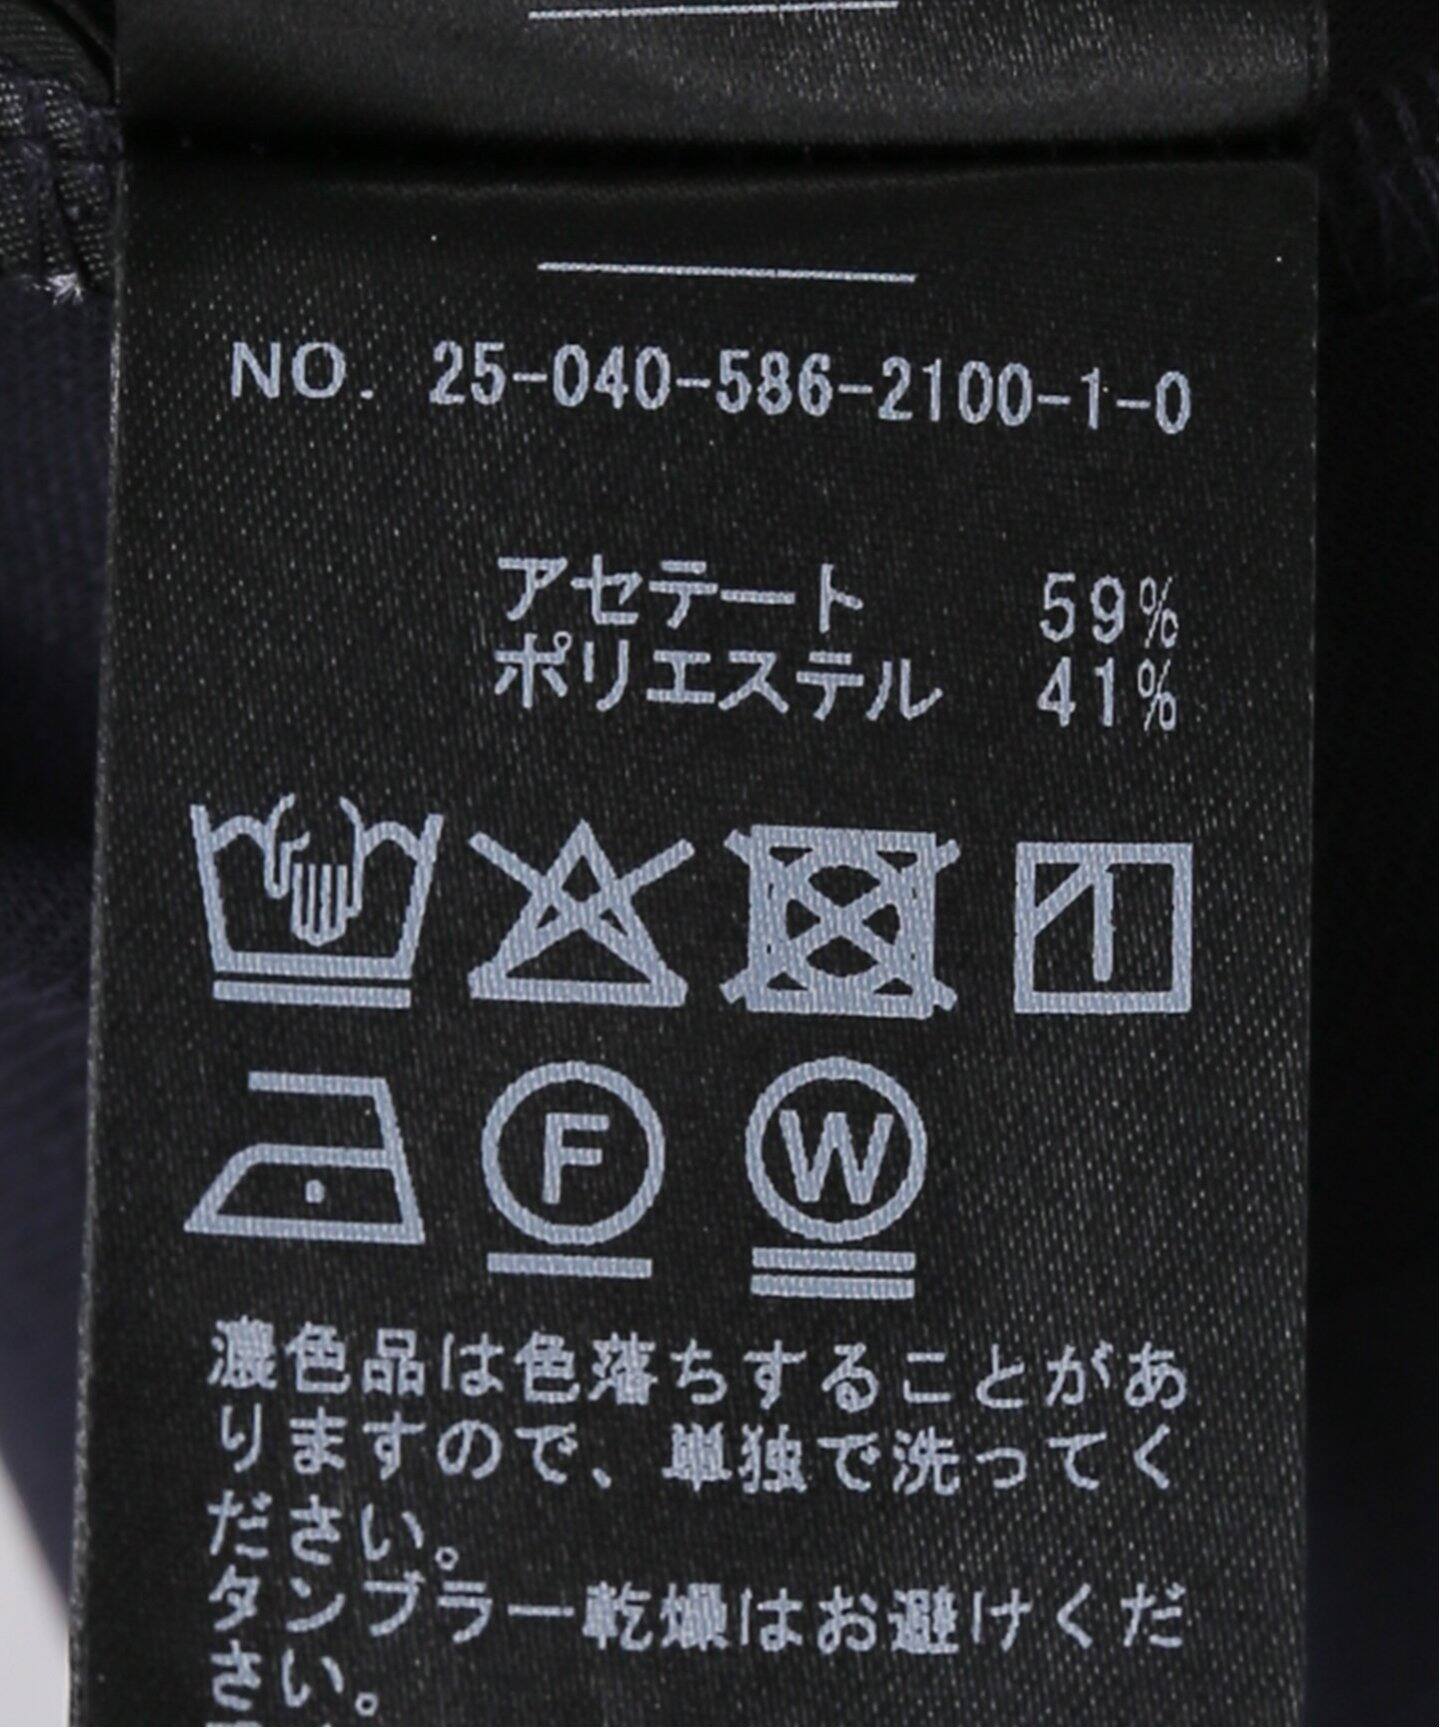 NO. 25-040-586-2100-1-0
アセテート 59%
ポリエステル 41%
F W
濃色品は色落ちすることがあ
りますので、単独で洗ってく
ださい。
タンブラー乾燥はお避けくだ
さい。